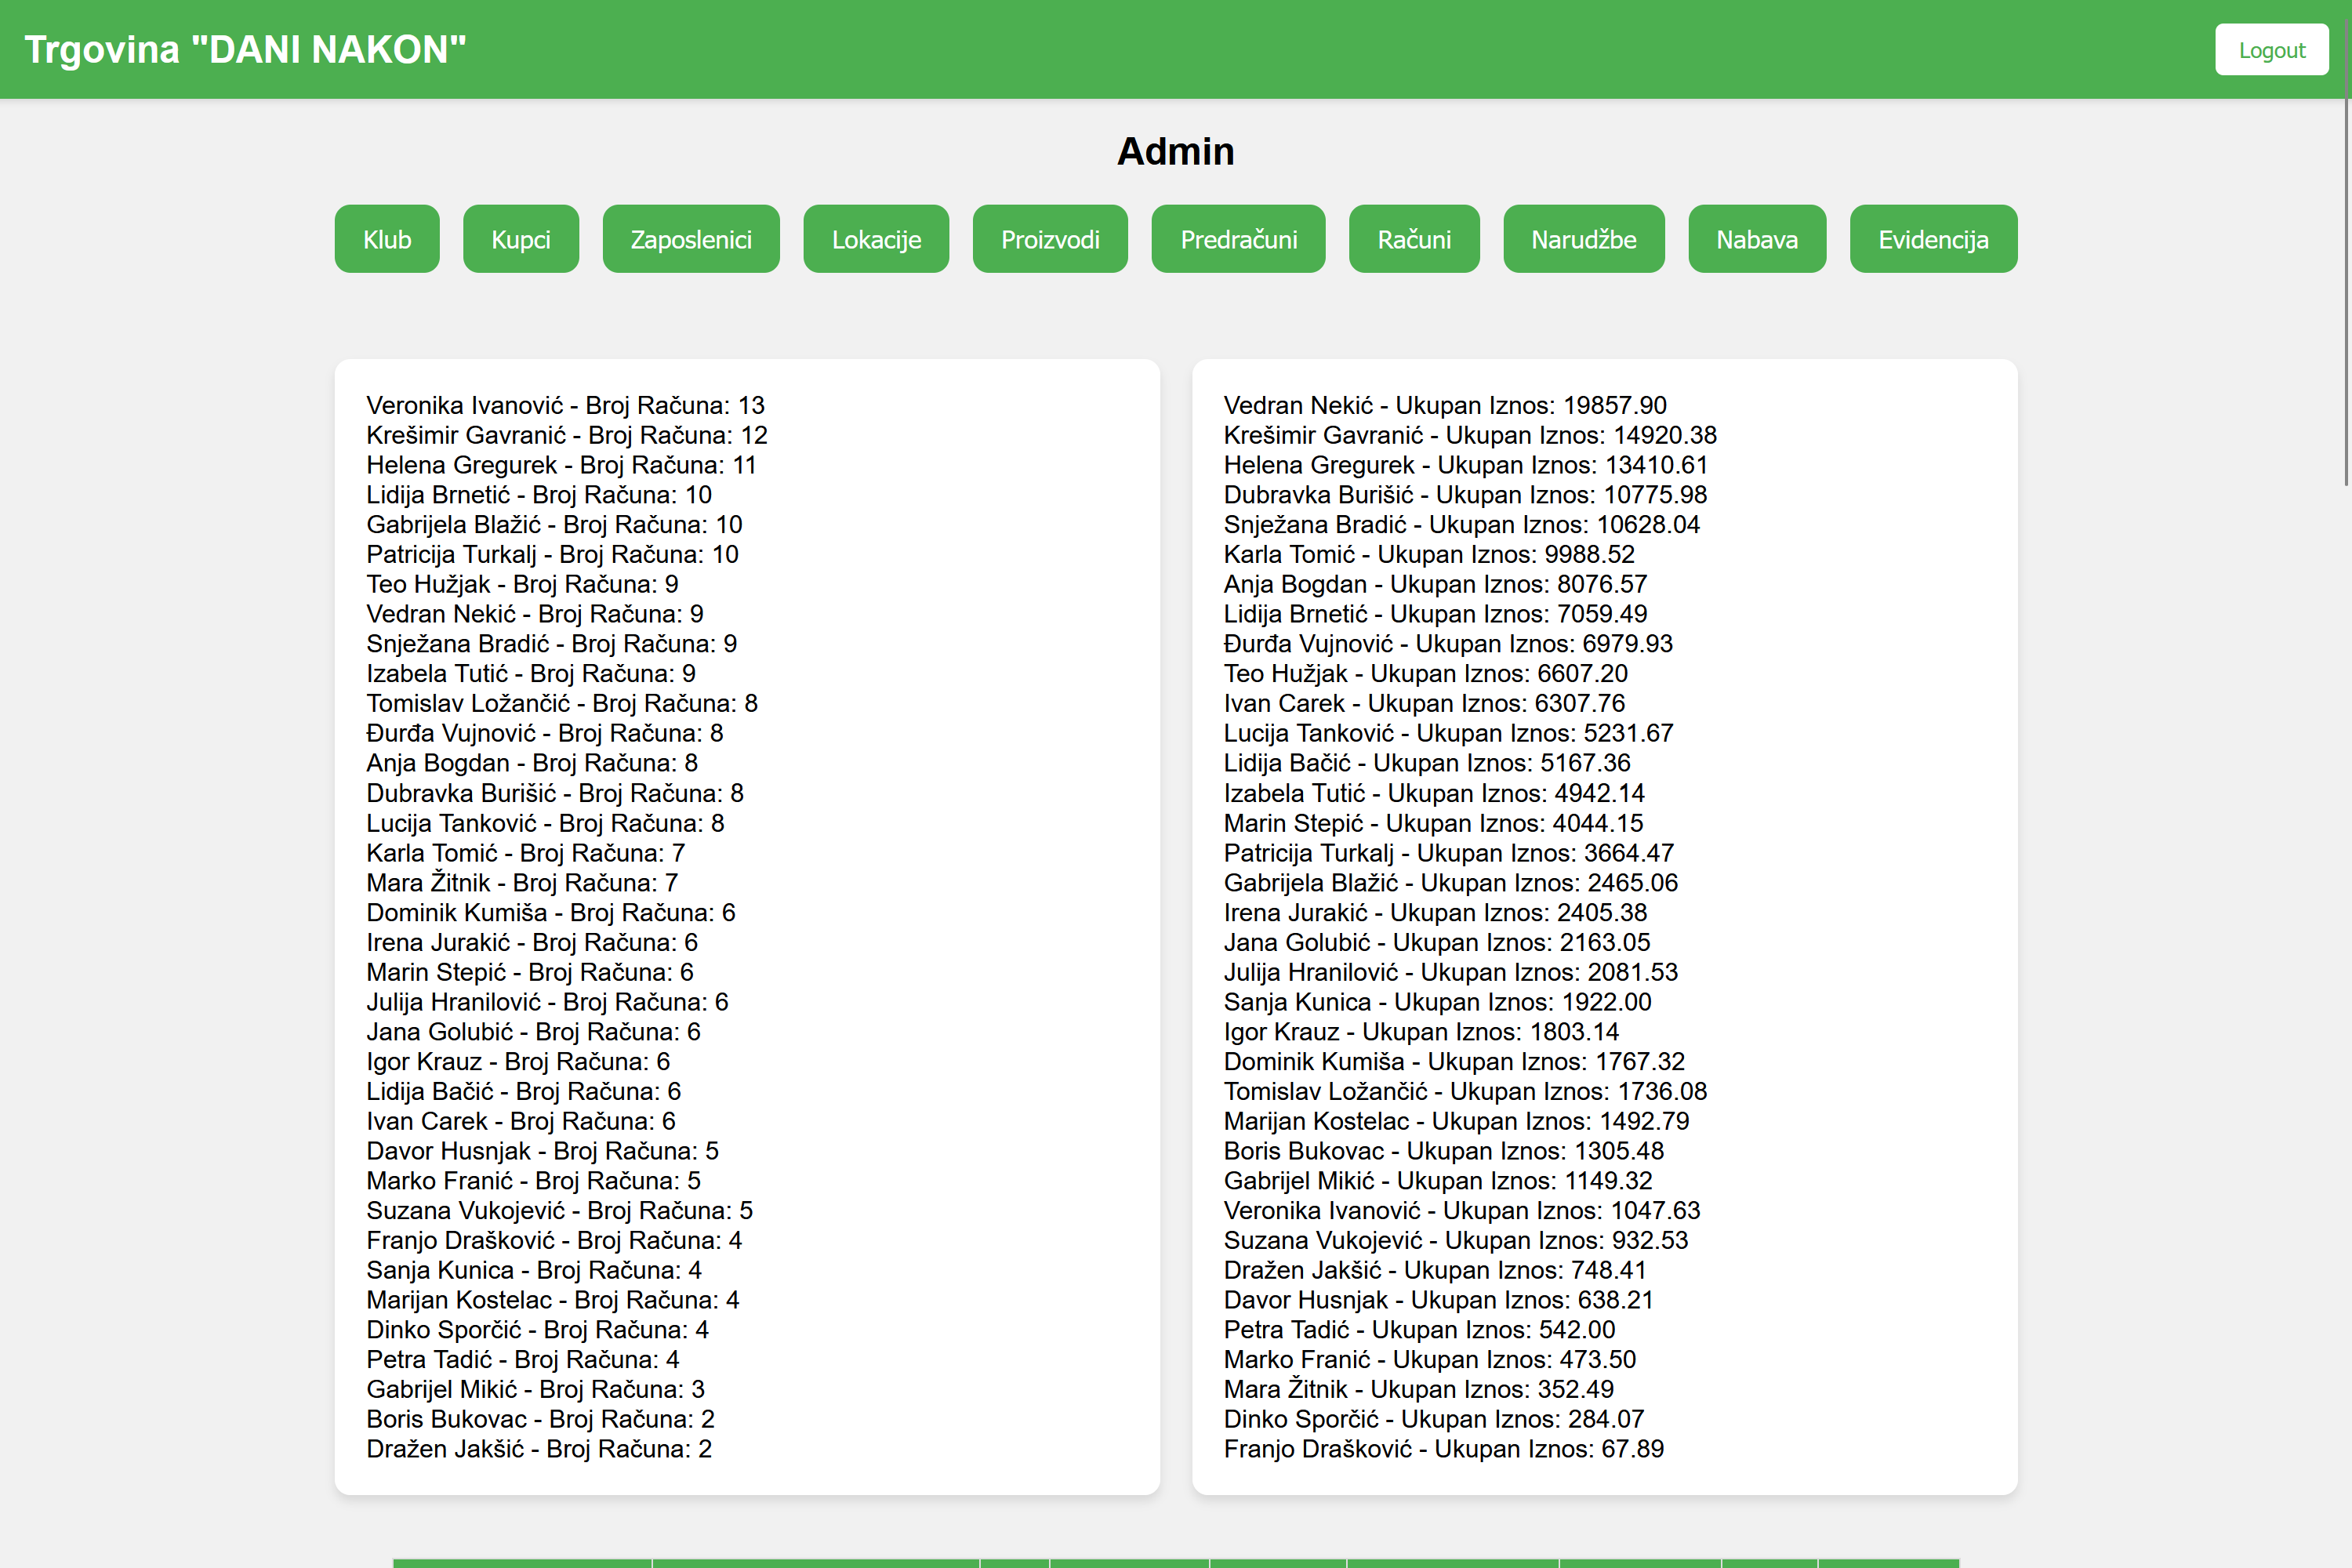 Trgovina "DANI NAKON"
Logout
Admin
Klub
Kupci
Zaposlenici
Lokacije
Proizvodi
Predračuni
Računi
Narudžbe
Nabava
Evidencija
Veronika Ivanović - Broj Računa: 13
Krešimir Gavranić - Broj Računa: 12
Helena Gregurek - Broj Računa: 11
Lidija Brnetić - Broj Računa: 10
Gabrijela Blažić - Broj Računa: 10
Patricija Turkalj - Broj Računa: 10
Teo Hužjak - Broj Računa: 9
Vedran Nekić - Broj Računa: 9
Snježana Bradić - Broj Računa: 9
Izabela Tutić - Broj Računa: 9
Tomislav Ložančić - Broj Računa: 8
Đurđa Vujnović - Broj Računa: 8
Anja Bogdan - Broj Računa: 8
Dubravka Burišić - Broj Računa: 8
Lucija Tanković - Broj Računa: 8
Karla Tomić - Broj Računa: 7
Mara Žitnik - Broj Računa: 7
Dominik Kumiša - Broj Računa: 6
Irena Jurakić - Broj Računa: 6
Marin Stepić - Broj Računa: 6
Julija Hranilović - Broj Računa: 6
Jana Golubić - Broj Računa: 6
Igor Krauz - Broj Računa: 6
Lidija Bačić - Broj Računa: 6
Ivan Carek - Broj Računa: 6
Davor Husnjak - Broj Računa: 5
Marko Franić - Broj Računa: 5
Suzana Vukojević - Broj Računa: 5
Franjo Drašković - Broj Računa: 4
Sanja Kunica - Broj Računa: 4
Marijan Kostelac - Broj Računa: 4
Dinko Sporčić - Broj Računa: 4
Petra Tadić - Broj Računa: 4
Gabrijel Mikić - Broj Računa: 3
Boris Bukovac - Broj Računa: 2
Dražen Jakšić - Broj Računa: 2
Vedran Nekić - Ukupan Iznos: 19857.90
Krešimir Gavranić - Ukupan Iznos: 14920.38
Helena Gregurek - Ukupan Iznos: 13410.61
Dubravka Burišić - Ukupan Iznos: 10775.98
Snježana Bradić - Ukupan Iznos: 10628.04
Karla Tomić - Ukupan Iznos: 9988.52
Anja Bogdan - Ukupan Iznos: 8076.57
Lidija Brnetić - Ukupan Iznos: 7059.49
Đurđa Vujnović - Ukupan Iznos: 6979.93
Teo Hužjak - Ukupan Iznos: 6607.20
Ivan Carek - Ukupan Iznos: 6307.76
Lucija Tanković - Ukupan Iznos: 5231.67
Lidija Bačić - Ukupan Iznos: 5167.36
Izabela Tutić - Ukupan Iznos: 4942.14
Marin Stepić - Ukupan Iznos: 4044.15
Patricija Turkalj - Ukupan Iznos: 3664.47
Gabrijela Blažić - Ukupan Iznos: 2465.06
Irena Jurakić - Ukupan Iznos: 2405.38
Jana Golubić - Ukupan Iznos: 2163.05
Julija Hranilović - Ukupan Iznos: 2081.53
Sanja Kunica - Ukupan Iznos: 1922.00
Igor Krauz - Ukupan Iznos: 1803.14
Dominik Kumiša - Ukupan Iznos: 1767.32
Tomislav Ložančić - Ukupan Iznos: 1736.08
Marijan Kostelac - Ukupan Iznos: 1492.79
Boris Bukovac - Ukupan Iznos: 1305.48
Gabrijel Mikić - Ukupan Iznos: 1149.32
Veronika Ivanović - Ukupan Iznos: 1047.63
Suzana Vukojević - Ukupan Iznos: 932.53
Dražen Jakšić - Ukupan Iznos: 748.41
Davor Husnjak - Ukupan Iznos: 638.21
Petra Tadić - Ukupan Iznos: 542.00
Marko Franić - Ukupan Iznos: 473.50
Mara Žitnik - Ukupan Iznos: 352.49
Dinko Sporčić - Ukupan Iznos: 284.07
Franjo Drašković - Ukupan Iznos: 67.89